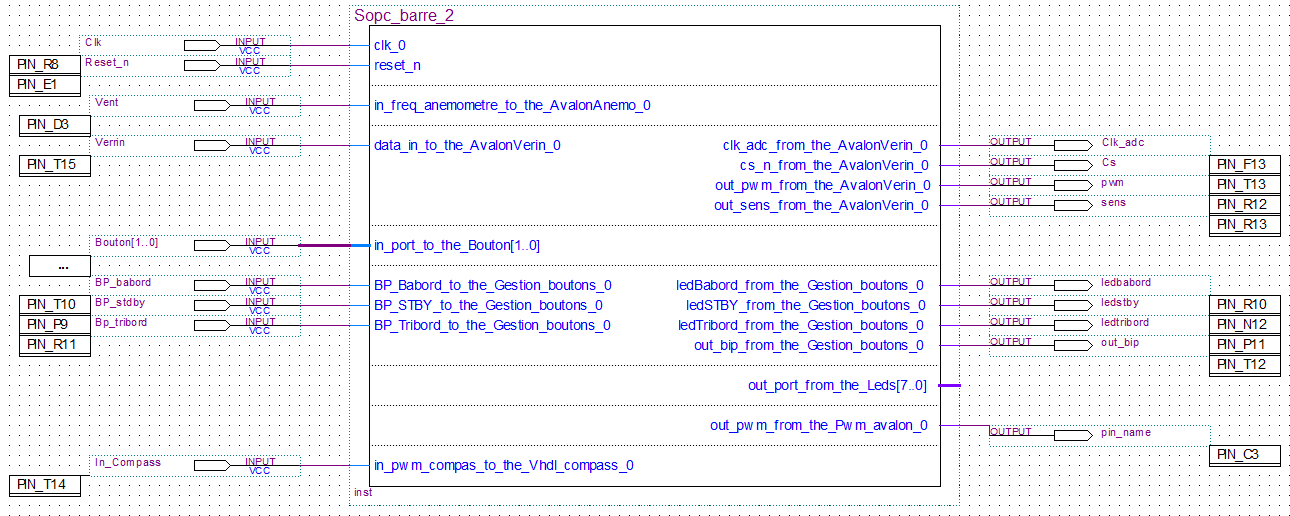 Sopc_barre_2
Clk INPUT VCC clk_0
PIN_R8 Reset_n INPUT VCC reset_n
PIN_E1
Vent INPUT VCC in_freq_anemometre_to_the_AvalonAnemo_0
PIN_D3
Verrin INPUT VCC data_in_to_the_AvalonVerin_0 clk_adc_from_the_AvalonVerin_0 OUTPUT Clk_adc
PIN_T15 cs_n_from_the_AvalonVerin_0 OUTPUT Cs PIN_F13
out_pwm_from_the_AvalonVerin_0 OUTPUT pwm PIN_T13
out_sens_from_the_AvalonVerin_0 OUTPUT sens PIN_R12
PIN_R13
Bouton[1..0] INPUT VCC in_port_to_the_Bouton[1..0]
...
BP_babord INPUT VCC BP_Babord_to_the_Gestion_boutons_0 ledBabord_from_the_Gestion_boutons_0 OUTPUT ledbabord
PIN_T10 BP_stdby INPUT VCC BP_STBY_to_the_Gestion_boutons_0 ledSTBY_from_the_Gestion_boutons_0 OUTPUT ledstby PIN_R10
PIN_P9 Bp_tribord INPUT VCC BP_Tribord_to_the_Gestion_boutons_0 ledTribord_from_the_Gestion_boutons_0 OUTPUT ledtribord PIN_N12
PIN_R11 out_bip_from_the_Gestion_boutons_0 OUTPUT out_bip PIN_P11
PIN_T12
out_port_from_the_Leds[7..0]
out_pwm_from_the_Pwm_avalon_0 OUTPUT pin_name
PIN_C3
In_Compass INPUT VCC in_pwm_compas_to_the_Vhdl_compass_0
PIN_T14
inst